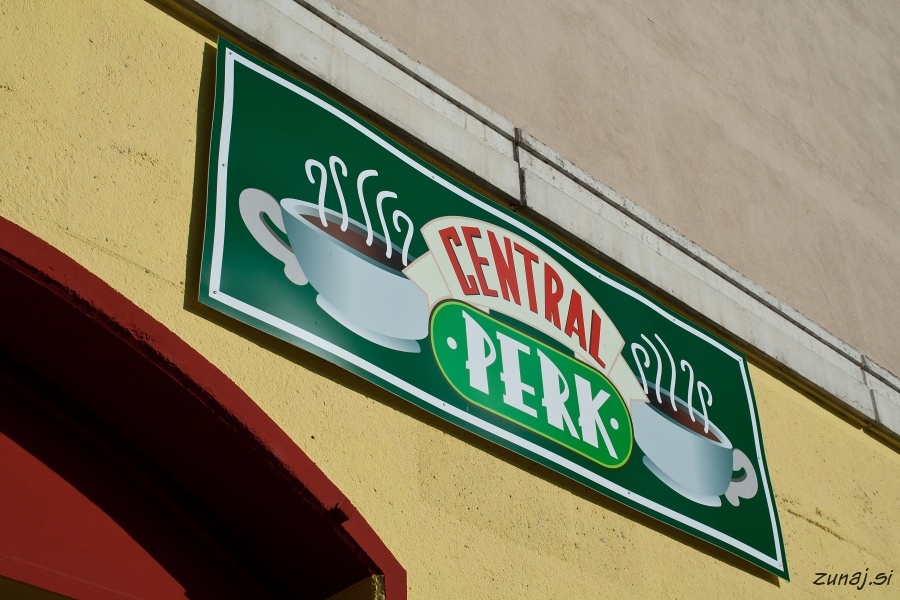 CENTRAL
PERK
zunaj.si